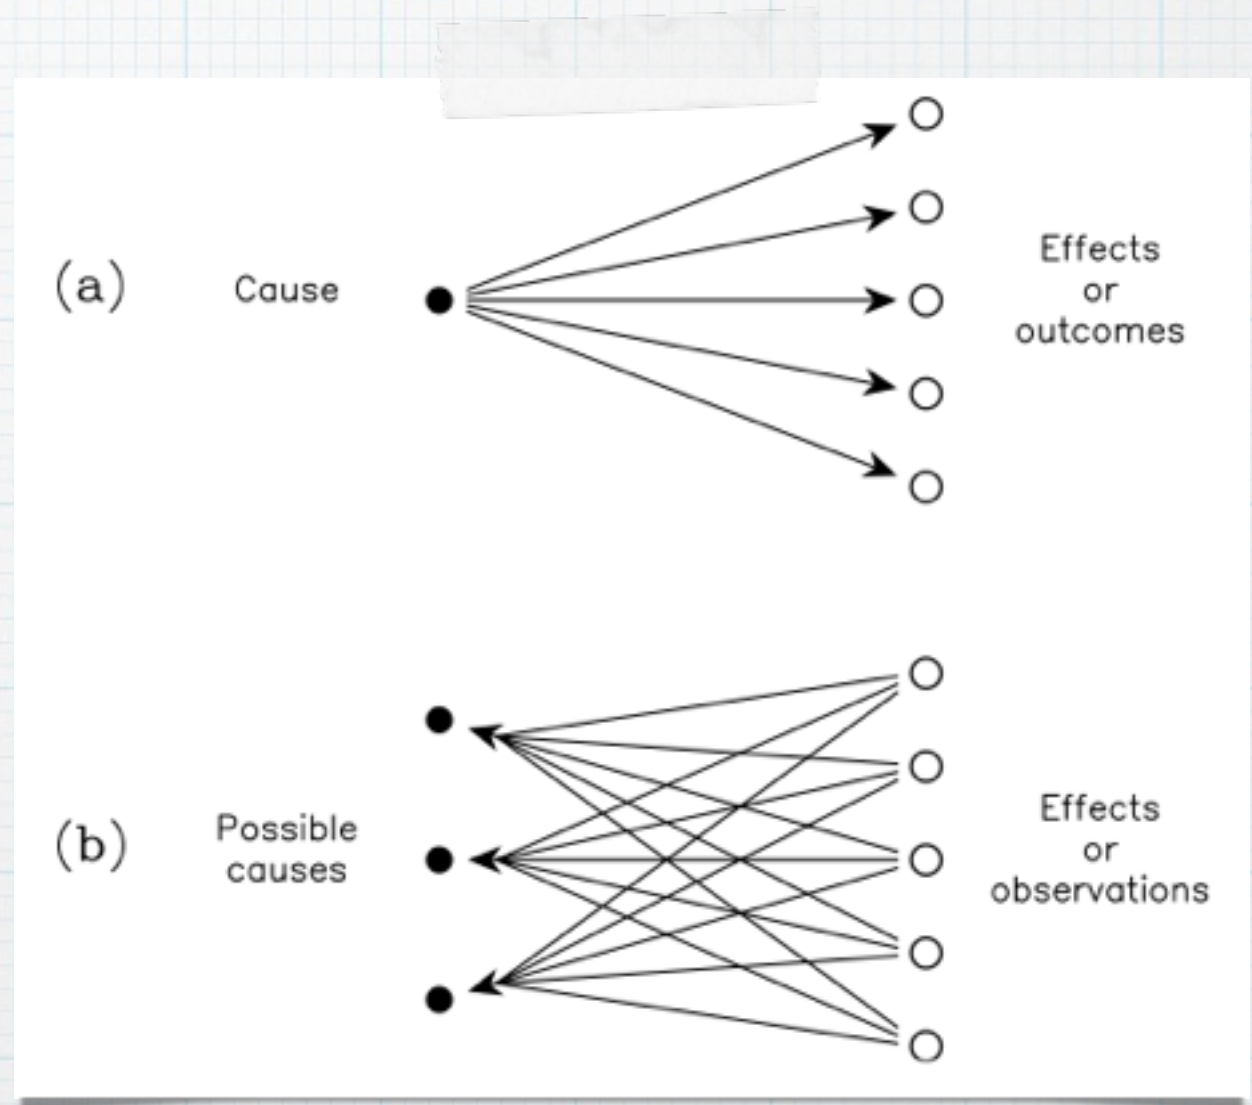 (a)
Cause
Effects
or
outcomes
(b)
Possible
causes
Effects
or
observations